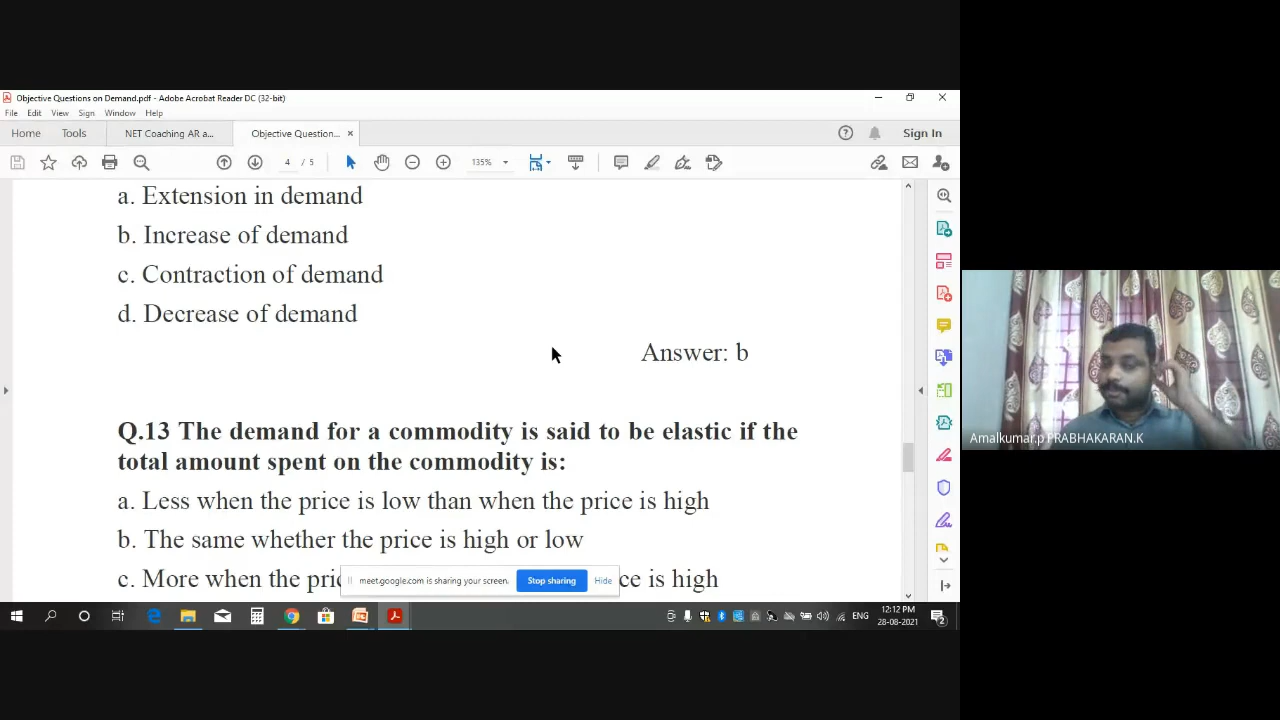 Objective Questions on Demand.pdf - Adobe Acrobat Reader DC (32-bit)
File Edit View Sign Window Help
Home Tools NET Coaching AR a... Objective Question... × Sign In
4 / 5 135%
a. Extension in demand
b. Increase of demand
c. Contraction of demand
d. Decrease of demand
Answer: b
Q.13 The demand for a commodity is said to be elastic if the
total amount spent on the commodity is:
a. Less when the price is low than when the price is high
b. The same whether the price is high or low
c. More when the pri ce is high
meet.google.com is sharing your screen. Stop sharing Hide
Amalkumar.p PRABHAKARAN.K
ENG
12:12 PM
28-08-2021
2